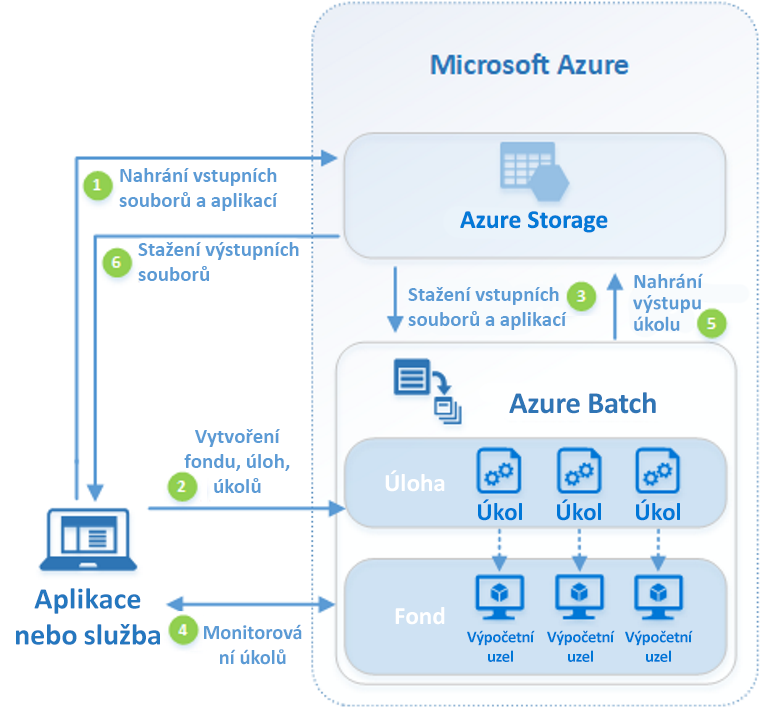 Microsoft Azure
1
Nahrání vstupních
souborů a aplikací
Azure Storage
6
Stažení výstupních
souborů
Stažení vstupních
souborů a aplikací
3
Nahrání
výstupu
úkolu
5
Azure Batch
Vytvoření
fondu, úloh,
úkolů
2
Úloha
Úkol
Úkol
Úkol
Aplikace
nebo služba
4
Monitorová
ní úkolů
Fond
Výpočetní
uzel
Výpočetní
uzel
Výpočetní
uzel